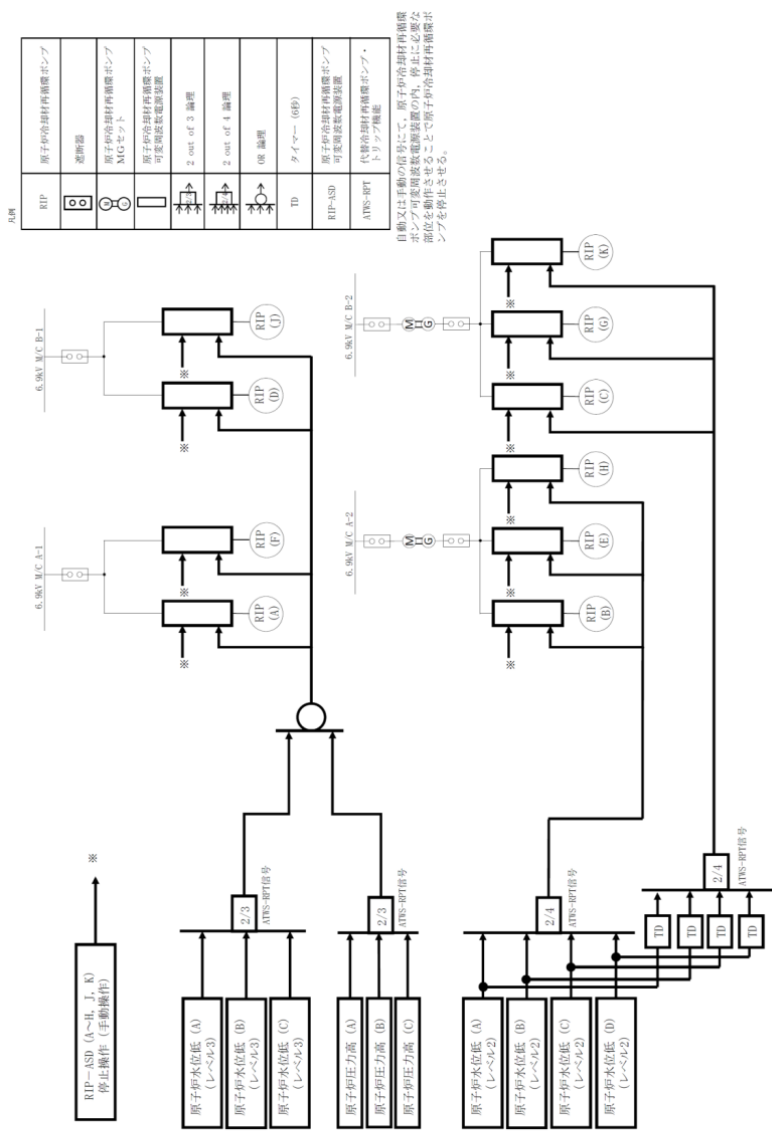 RIP-ASD (A～H, J, K)
停止操作 (手動操作)
※
原子炉水位低 (A)
(レベル3)
原子炉水位低 (B)
(レベル3)
原子炉水位低 (C)
(レベル3)
2/3
ATWS-RPT信号
原子炉圧力高 (A)
原子炉圧力高 (B)
原子炉圧力高 (C)
2/3
ATWS-RPT信号
原子炉水位低 (A)
(レベル2)
原子炉水位低 (B)
(レベル2)
原子炉水位低 (C)
(レベル2)
原子炉水位低 (D)
(レベル2)
2/4
ATWS-RPT信号
TD
TD
TD
TD
2/4
ATWS-RPT信号
6.9kV M/C A-1
※
※
RIP
(A)
RIP
(F)
6.9kV M/C B-1
※
※
RIP
(D)
RIP
(J)
6.9kV M/C A-2
M
G
※
※
※
RIP
(B)
RIP
(E)
RIP
(H)
6.9kV M/C B-2
M
G
※
※
※
RIP
(C)
RIP
(G)
RIP
(K)
凡例
RIP
原子炉冷却材再循環ポンプ
遮断器
M
G
原子炉冷却材再循環ポンプ
MGセット
原子炉冷却材再循環ポンプ
可変周波数電源装置
2/3
2 out of 3 論理
2/4
2 out of 4 論理
OR 論理
TD
タイマー (6秒)
RIP-ASD
原子炉冷却材再循環ポンプ
可変周波数電源装置
ATWS-RPT
代替冷却材再循環ポンプ・
トリップ機能
自動又は手動の信号にて，原子炉冷却材再循環
ポンプ可変周波数電源装置の内，停止に必要な
部位を動作させることで原子炉冷却材再循環ポ
ンプを停止させる。